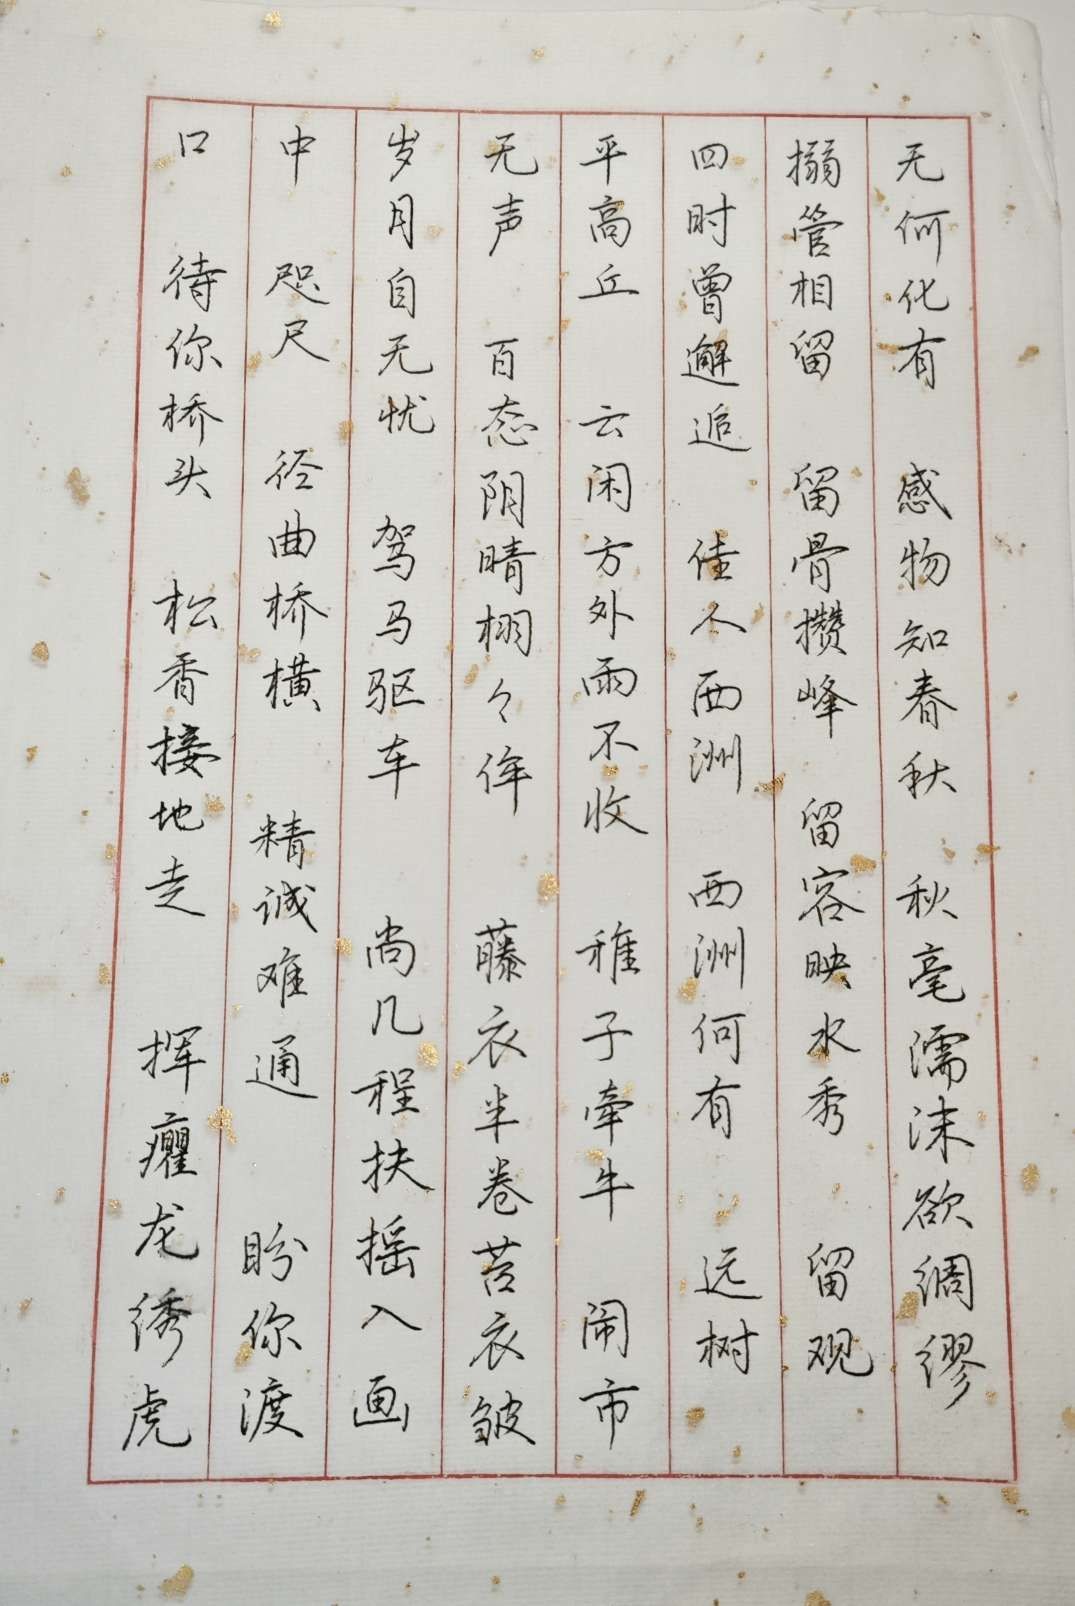 无何化有 感物知春秋 秋毫濡沫欲绸缪
搦管相留 留骨攒峰 留容映水秀 留观
四时曾邂逅 佳人西洲 西洲何有 远树
平高丘 云闲方外雨不收 稚子牵牛 闹市
无声 百态阴晴栩々侔 藤衣半卷苔衣皱
岁月自无忧 驾马驱车 尚几程扶摇入画
中 咫尺 径曲桥横 精诚难通 盼你渡
口 待你桥头 松香接地走 挥癯龙绣虎